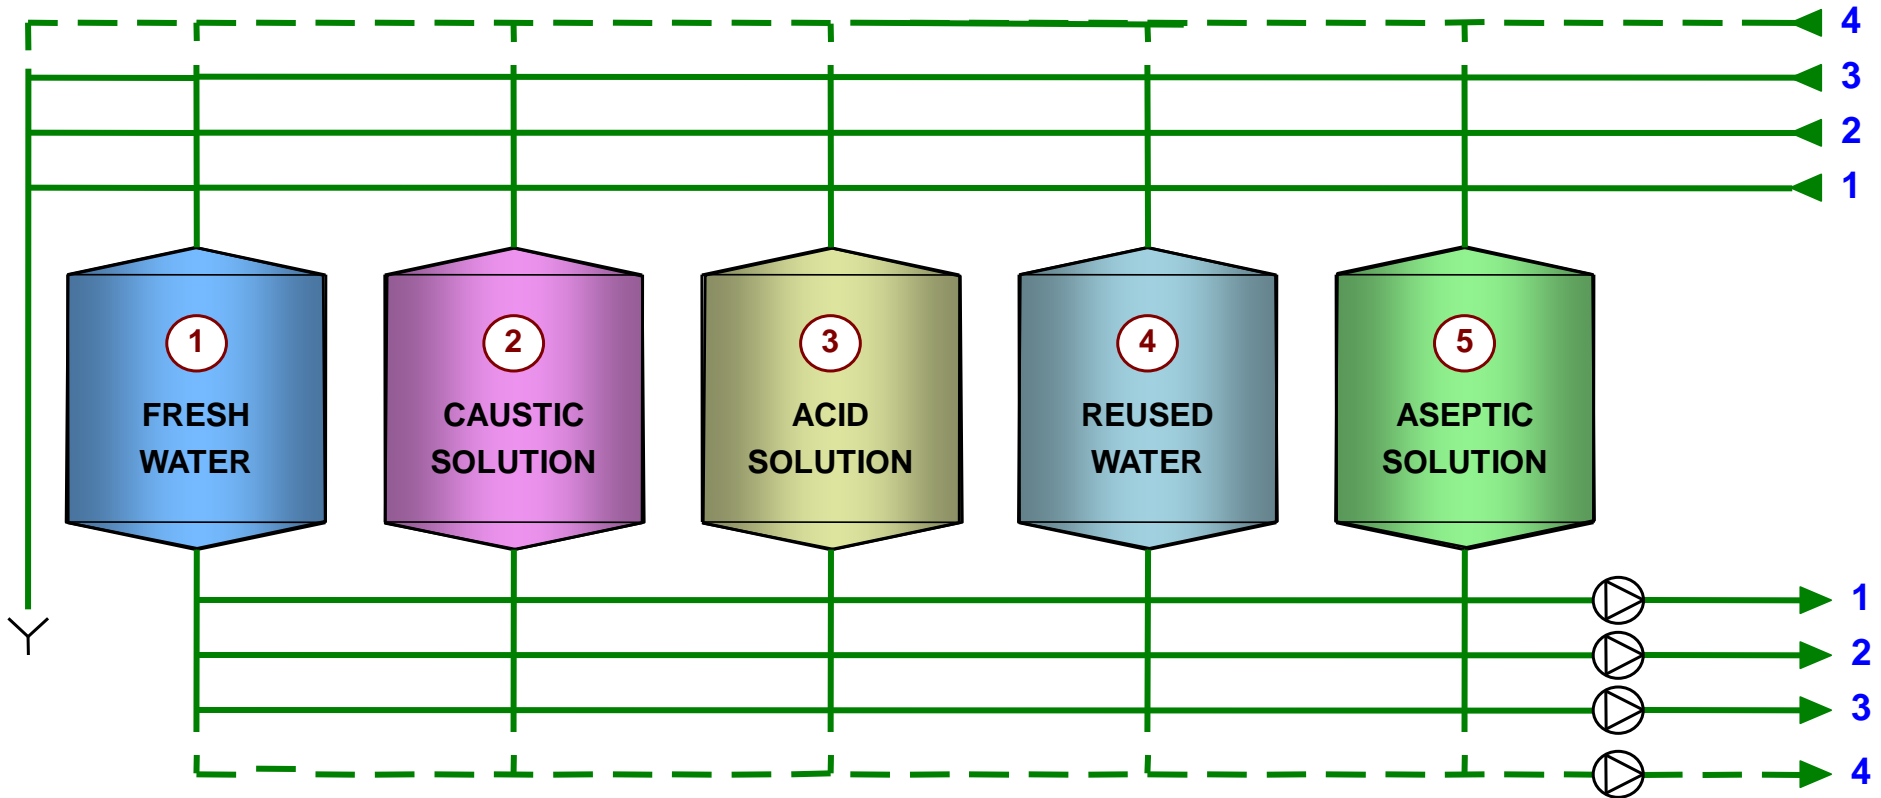 4
3
2
1
1
FRESH
WATER
2
CAUSTIC
SOLUTION
3
ACID
SOLUTION
4
REUSED
WATER
5
ASEPTIC
SOLUTION
1
2
3
4